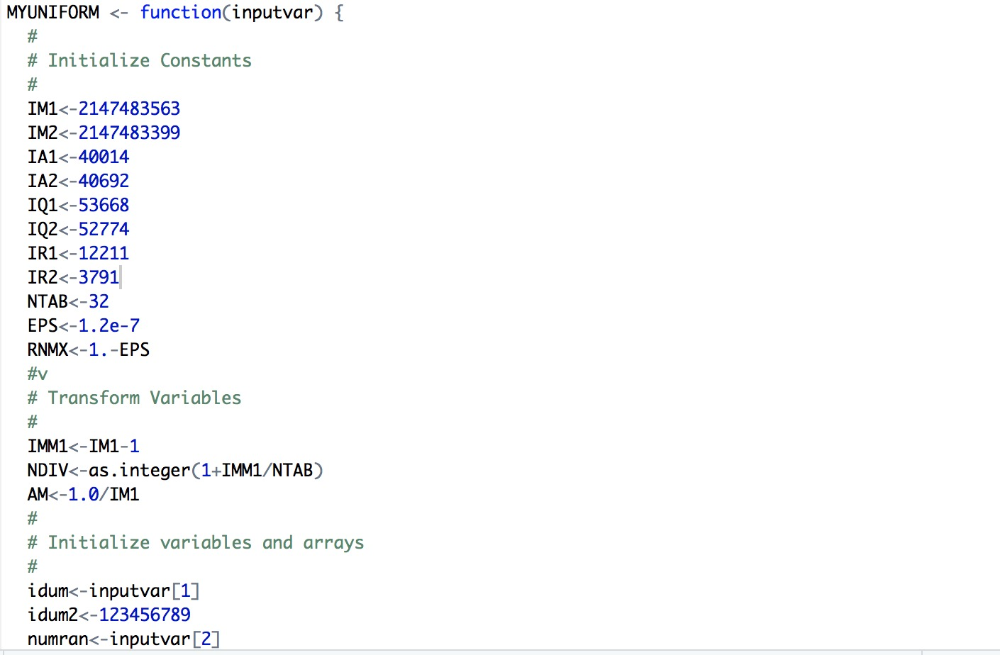 MYUNIFORM <- function(inputvar) {
#
# Initialize Constants
#
IM1<-2147483563
IM2<-2147483399
IA1<-40014
IA2<-40692
IQ1<-53668
IQ2<-52774
IR1<-12211
IR2<-3791
NTAB<-32
EPS<-1.2e-7
RNMX<-1.-EPS
#v
# Transform Variables
#
IMM1<-IM1-1
NDIV<-as.integer(1+IMM1/NTAB)
AM<-1.0/IM1
#
# Initialize variables and arrays
#
idum<-inputvar[1]
idum2<-123456789
numran<-inputvar[2]